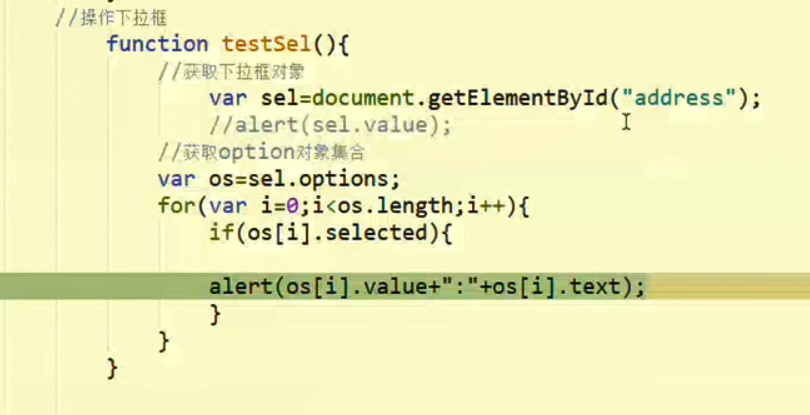 //操作下拉框
function testSel(){
//获取下拉框对象
var sel=document.getElementById("address");
//alert(sel.value);
//获取option对象集合
var os=sel.options;
for(var i=0;i<os.length;i++){
if(os[i].selected){
alert(os[i].value+":"+os[i].text);
}
}
}